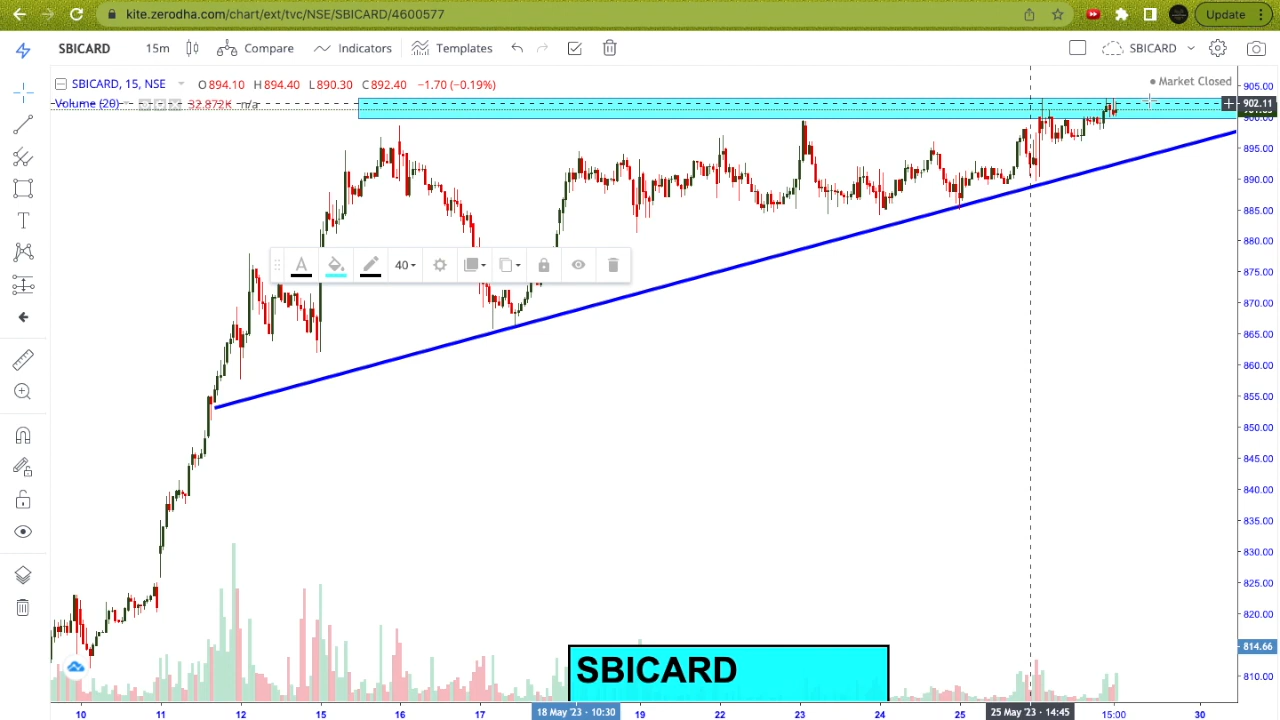 kite.zerodha.com/chart/ext/tvc/NSE/SBICARD/4600577
Update
SBICARD
15m
Compare
Indicators
Templates
SBICARD
SBICARD, 15, NSE
O 894.10 H 894.40 L 890.30 C 892.40 −1.70 (−0.19%)
Market Closed
Volume (20)
32.872K n/a
905.00
902.11
900.00
895.00
890.00
885.00
880.00
875.00
870.00
865.00
860.00
855.00
850.00
845.00
840.00
835.00
830.00
825.00
820.00
814.66
810.00
T
A
40
SBICARD
10
11
12
15
16
17
18 May '23 · 10:30
19
22
23
24
25
25 May '23 · 14:45
15:00
30